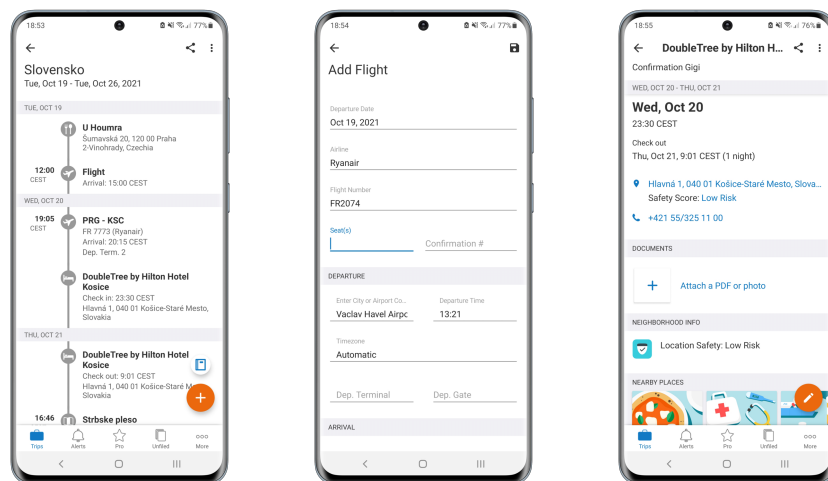 18:53
77%
Slovensko
Tue, Oct 19 - Tue, Oct 26, 2021
TUE, OCT 19
U Houmra
Šumavská 20, 120 00 Praha
2-Vinohrady, Czechia
12:00
CEST
Flight
Arrival: 15:00 CEST
WED, OCT 20
19:05
CEST
PRG - KSC
FR 7773 (Ryanair)
Arrival: 20:15 CEST
Dep. Term. 2
DoubleTree by Hilton Hotel
Kosice
Check in: 23:30 CEST
Hlavná 1, 040 01 Košice-Staré Mesto,
Slovakia
THU, OCT 21
DoubleTree by Hilton Hotel
Kosice
Check out: 9:01 CEST
Hlavná 1, 040 01 Košice-Staré
Slovakia
16:46
Strbske pleso
Trips
Alerts
Pro
Unfiled
More
18:54
77%
Add Flight
Departure Date
Oct 19, 2021
Airline
Ryanair
Flight Number
FR2074
Seat(s)
Confirmation #
DEPARTURE
Enter City or Airport Co...
Departure Time
Vaclav Havel Airpc
13:21
Timezone
Automatic
Dep. Terminal
Dep. Gate
ARRIVAL
18:55
76%
DoubleTree by Hilton H...
Confirmation Gigi
WED, OCT 20 - THU, OCT 21
Wed, Oct 20
23:30 CEST
Check out
Thu, Oct 21, 9:01 CEST (1 night)
Hlavná 1, 040 01 Košice-Staré Mesto, Slova...
Safety Score: Low Risk
+421 55/325 11 00
DOCUMENTS
Attach a PDF or photo
NEIGHBORHOOD INFO
Location Safety: Low Risk
NEARBY PLACES
Trips
Alerts
Pro
Unfiled
More